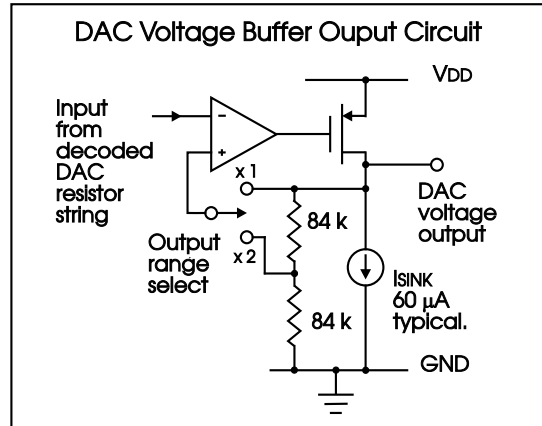 DAC Voltage Buffer Ouput Circuit
VDD
Input
from
decoded
DAC
resistor
string
−
+
x 1
DAC
voltage
output
84 k
Output
range
select
x 2
ISINK
60 µA
typical.
84 k
GND